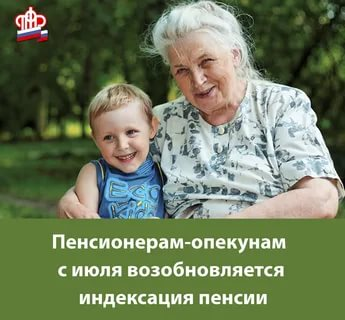 Пенсионерам-опекунам
с июля возобновляется
индексация пенсии